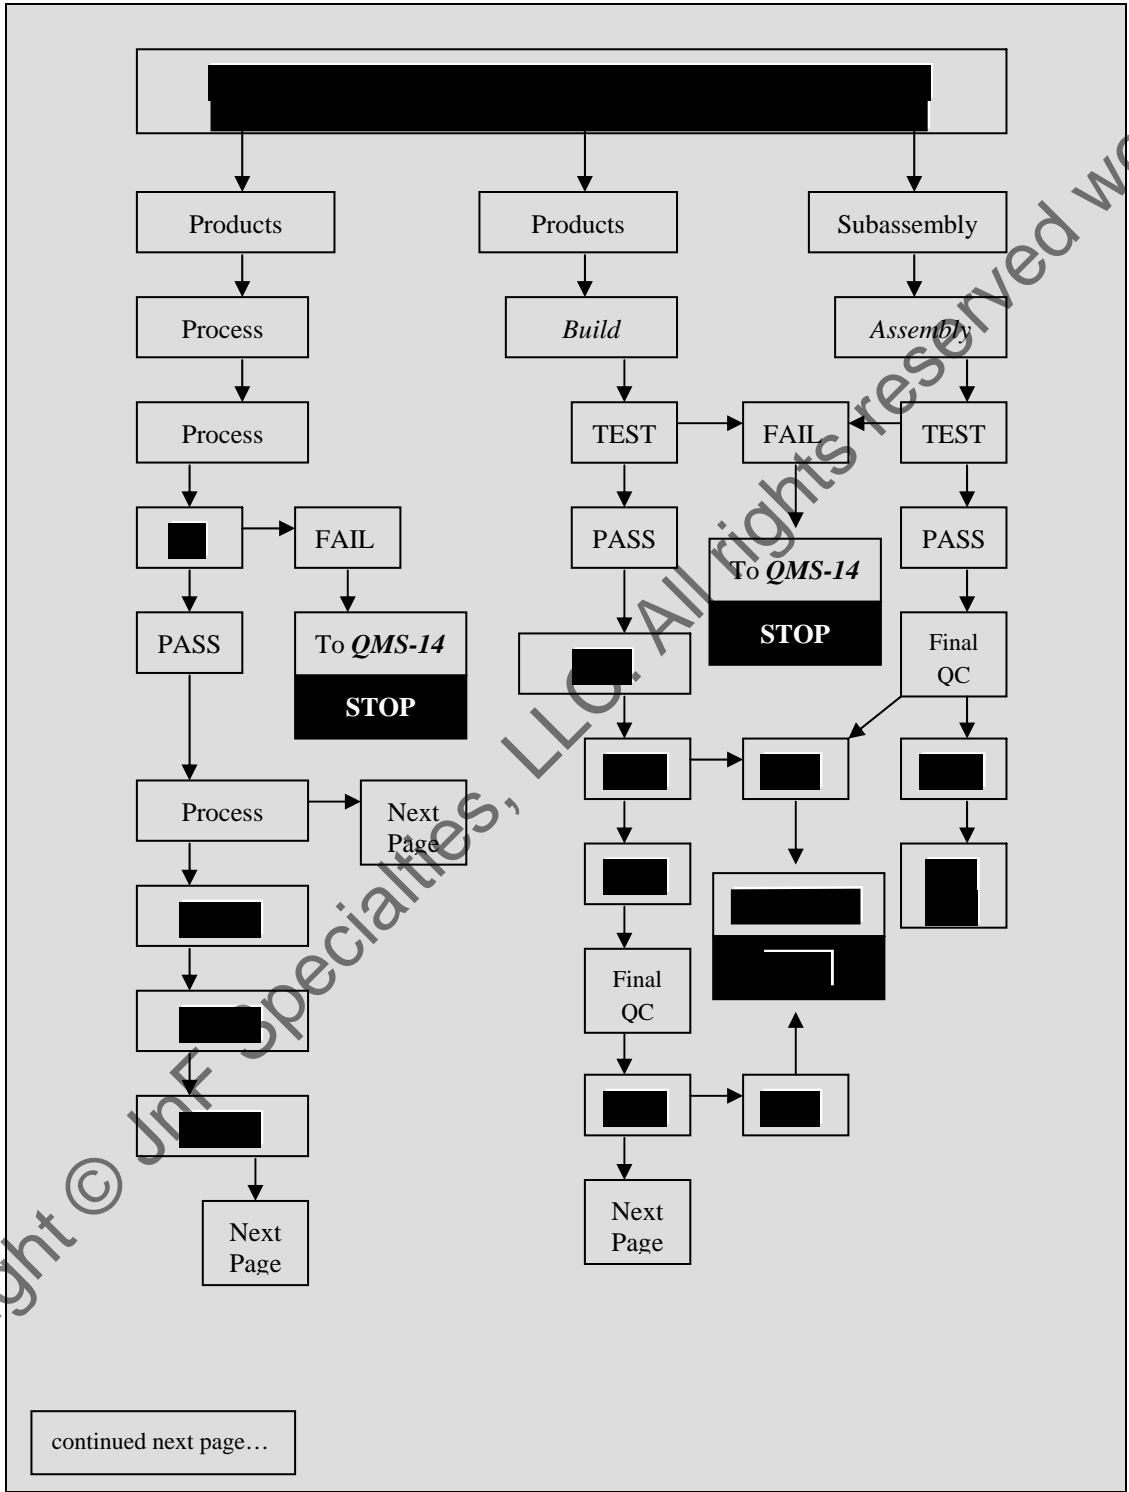 Products
Products
Subassembly
Process
Build
Assembly
Process
TEST
FAIL
TEST
FAIL
PASS
PASS
To QMS-14
STOP
PASS
To QMS-14
STOP
Final
QC
Process
Next
Page
Final
QC
Next
Page
Next
Page
continued next page…
ght © JnF Specialties, LLC. All rights reserved wo